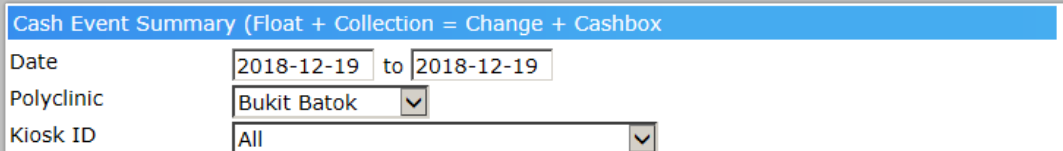 Cash Event Summary (Float + Collection = Change + Cashbox
Date 2018-12-19 to 2018-12-19
Polyclinic Bukit Batok
Kiosk ID All